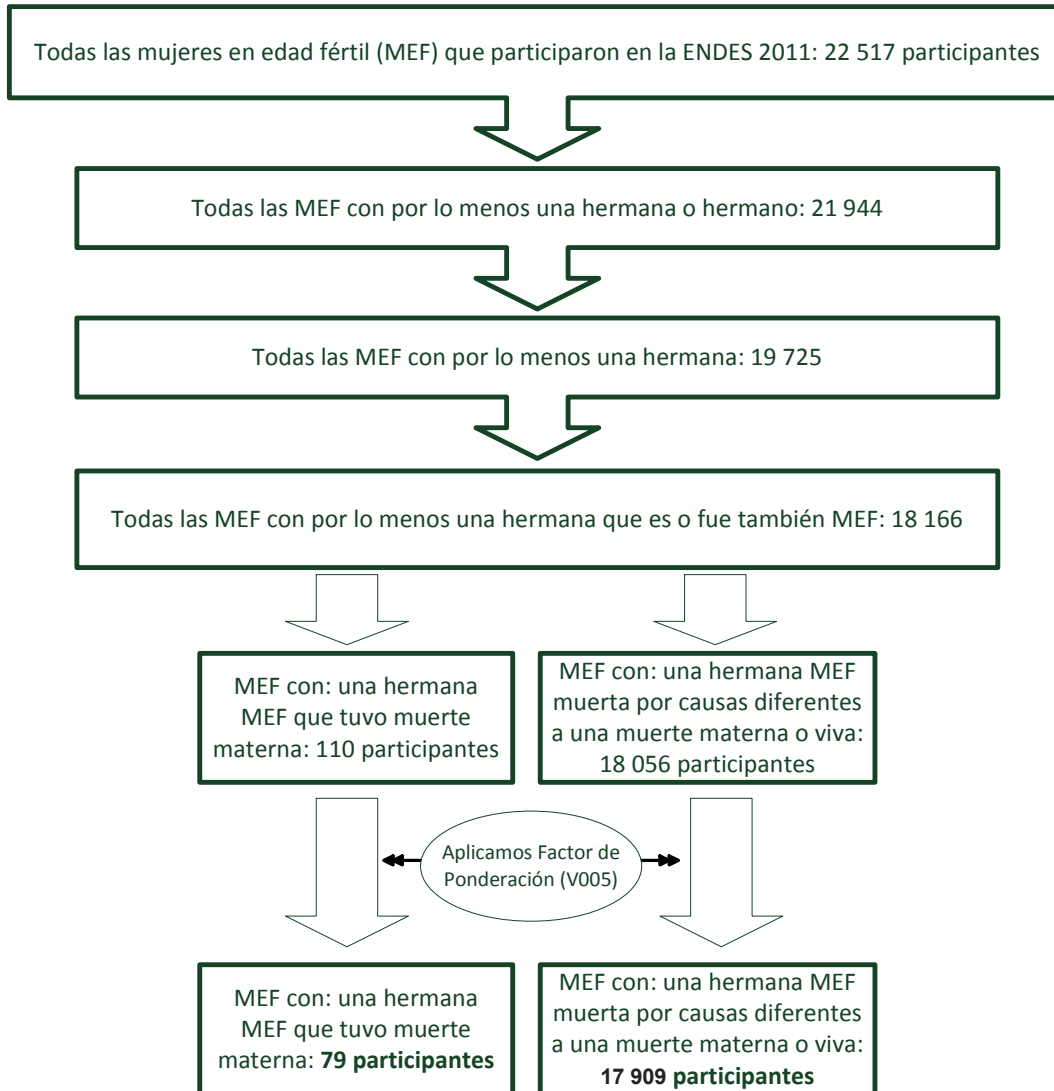 Todas las mujeres en edad fértil (MEF) que participaron en la ENDES 2011: 22 517 participantes
Todas las MEF con por lo menos una hermana o hermano: 21 944
Todas las MEF con por lo menos una hermana: 19 725
Todas las MEF con por lo menos una hermana que es o fue también MEF: 18 166
MEF con: una hermana
MEF que tuvo muerte
materna: 110 participantes
MEF con: una hermana MEF
muerta por causas diferentes
a una muerte materna o viva:
18 056 participantes
Aplicamos Factor de
Ponderación (V005)
MEF con: una hermana
MEF que tuvo muerte
materna: 79 participantes
MEF con: una hermana MEF
muerta por causas diferentes
a una muerte materna o viva:
17 909 participantes